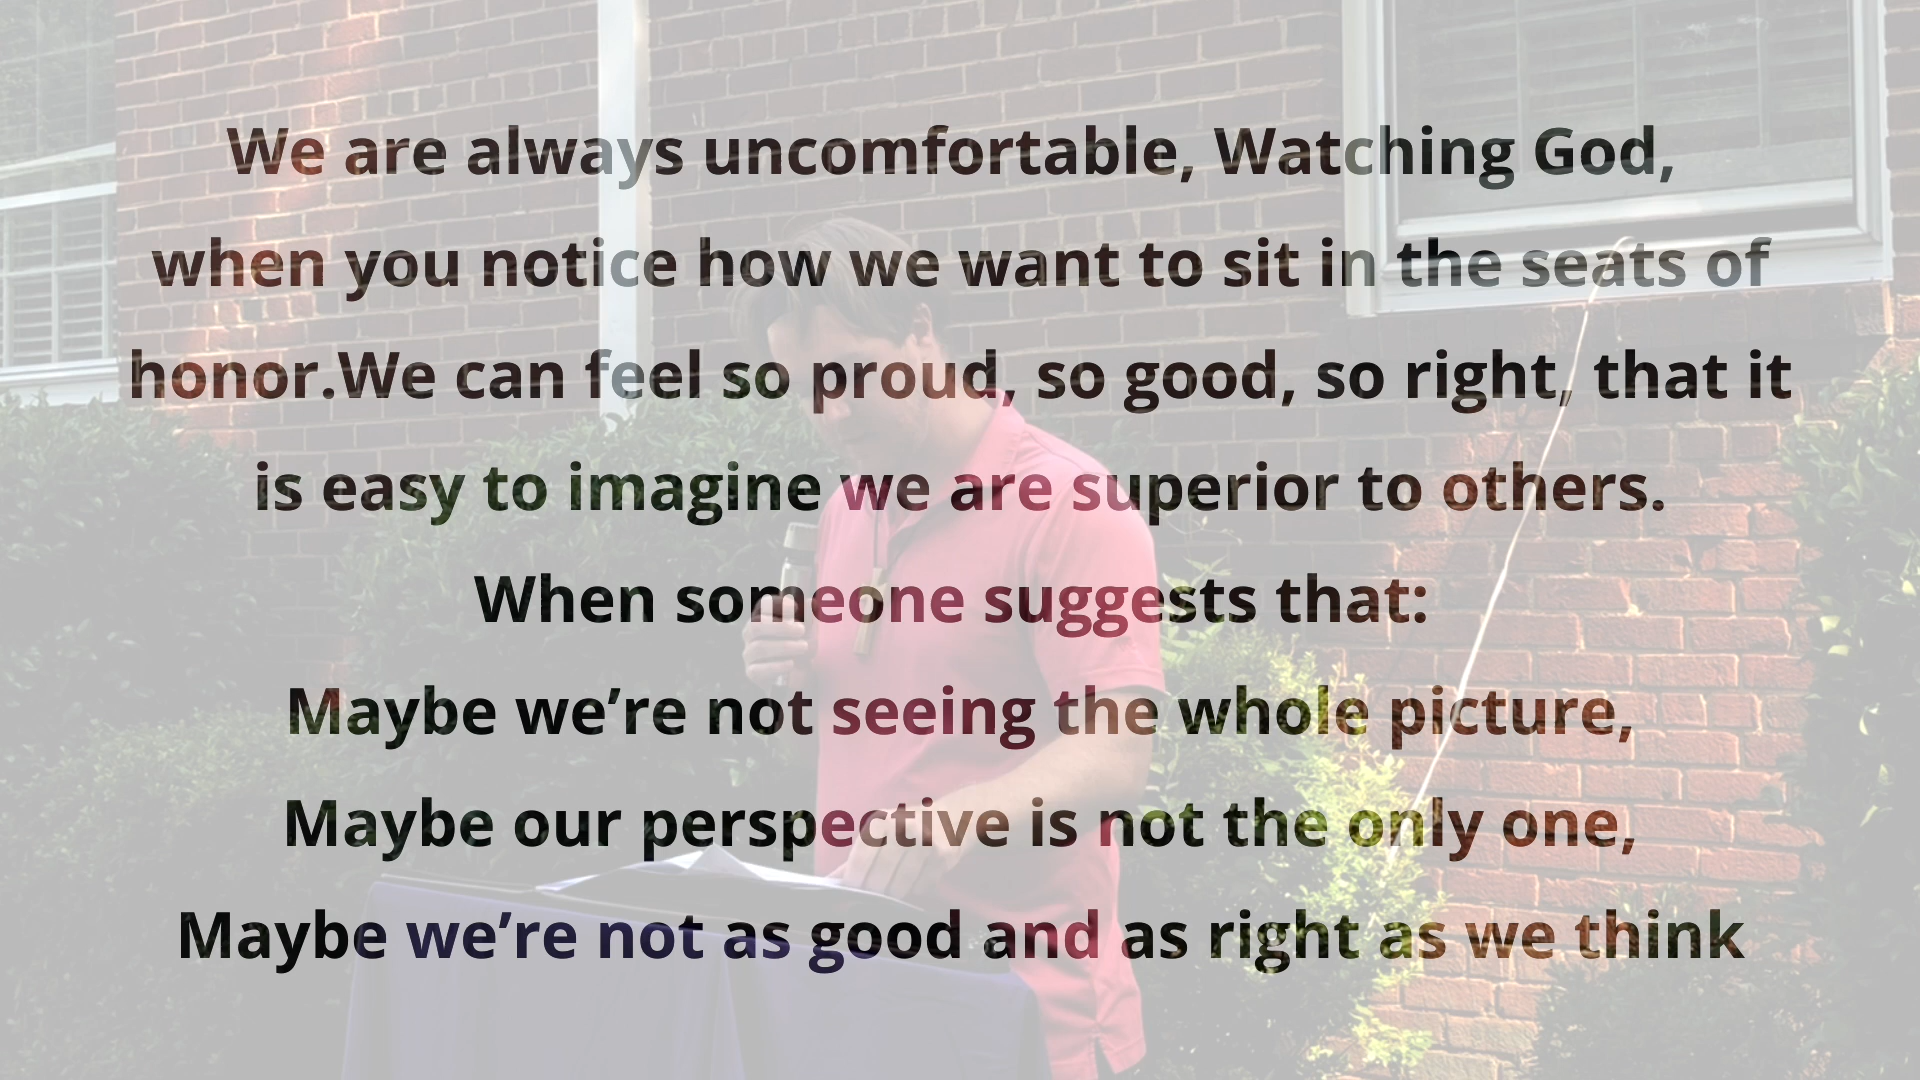 We are always uncomfortable, Watching God,
when you notice how we want to sit in the seats of
honor.We can feel so proud, so good, so right, that it
is easy to imagine we are superior to others.
When someone suggests that:
Maybe we’re not seeing the whole picture,
Maybe our perspective is not the only one,
Maybe we’re not as good and as right as we think